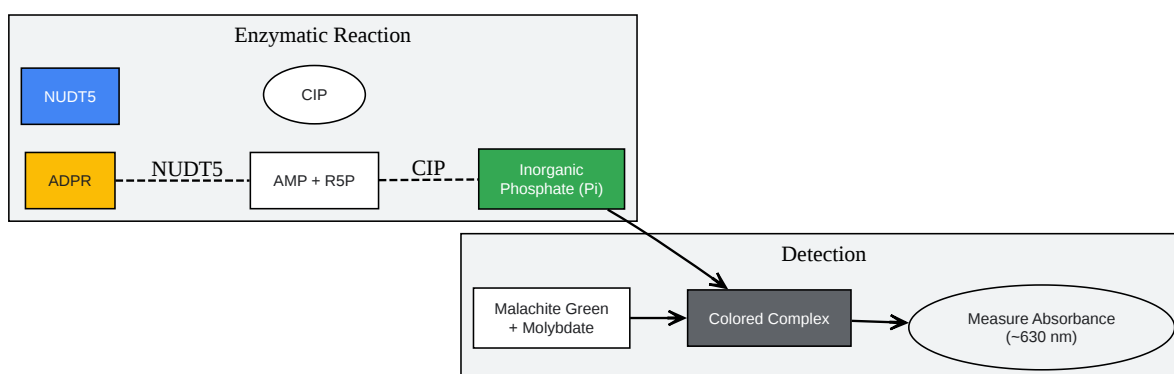 Enzymatic Reaction
NUDT5
CIP
ADPR
NUDT5
AMP + R5P
CIP
Inorganic
Phosphate (Pi)
Detection
Malachite Green
+ Molybdate
Colored Complex
Measure Absorbance
(~630 nm)